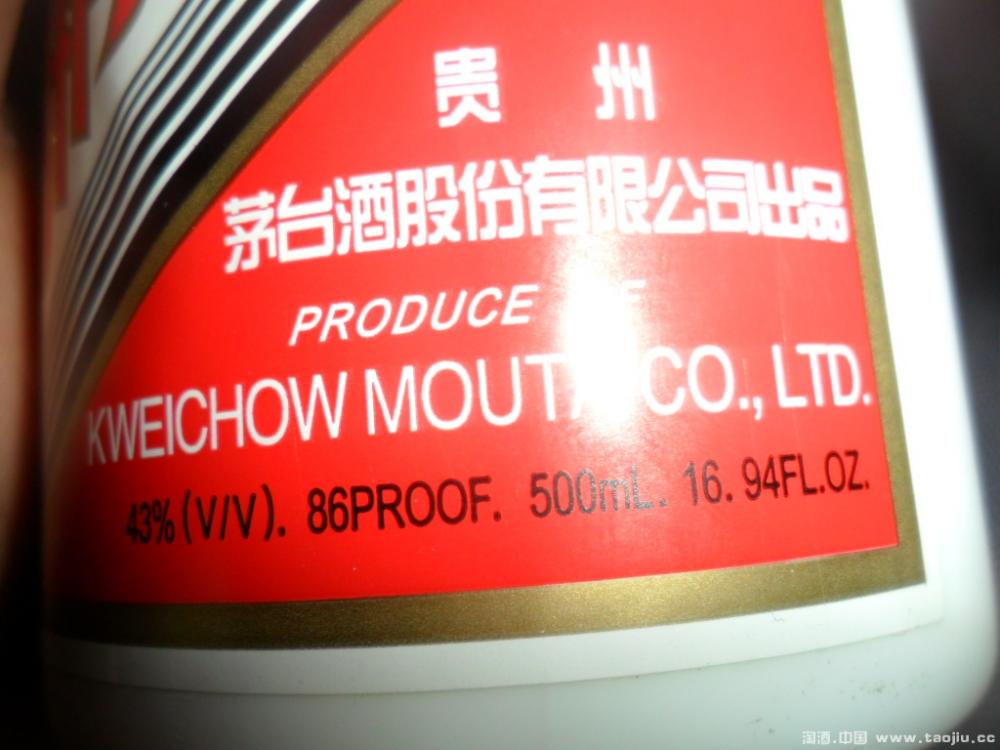 贵州
茅台酒股份有限公司出品
PRODUCE
KWEICHOW CO., LTD.
43%(V/V). 86PROOF. 500mL. 16.94FL.OZ.
淘酒.中国 www.taojiu.cc